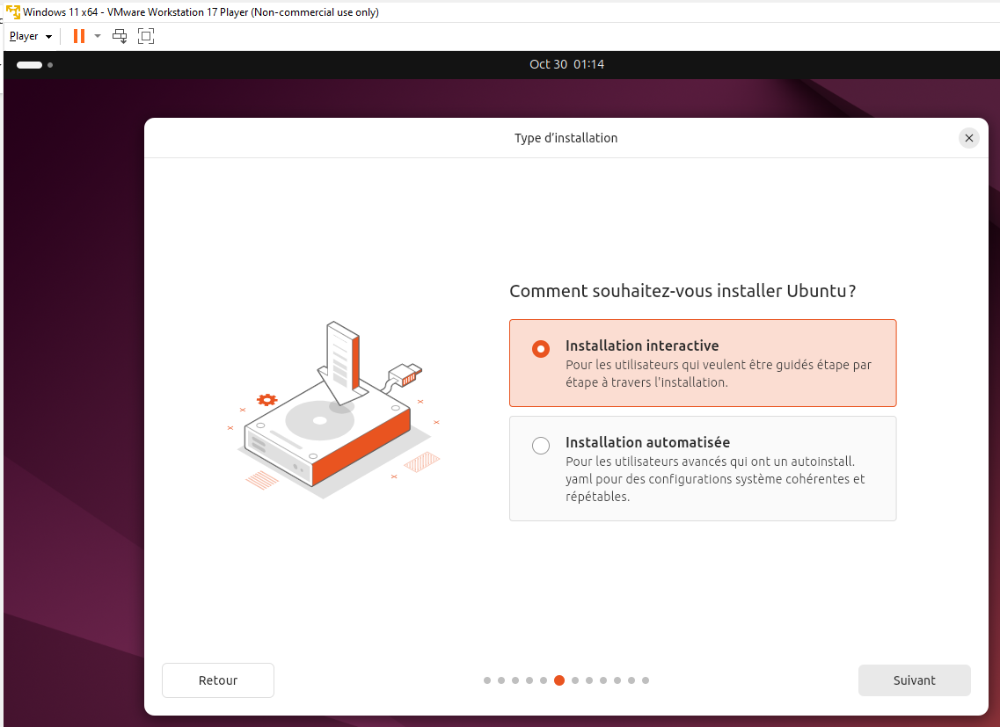 Windows 11 x64 - VMware Workstation 17 Player (Non-commercial use only)
Player
Oct 30 01:14
Type d’installation
Comment souhaitez-vous installer Ubuntu ?
Installation interactive
Pour les utilisateurs qui veulent être guidés étape par
étape à travers l'installation.
Installation automatisée
Pour les utilisateurs avancés qui ont un autoinstall.
yaml pour des configurations système cohérentes et
répétables.
Retour
Suivant